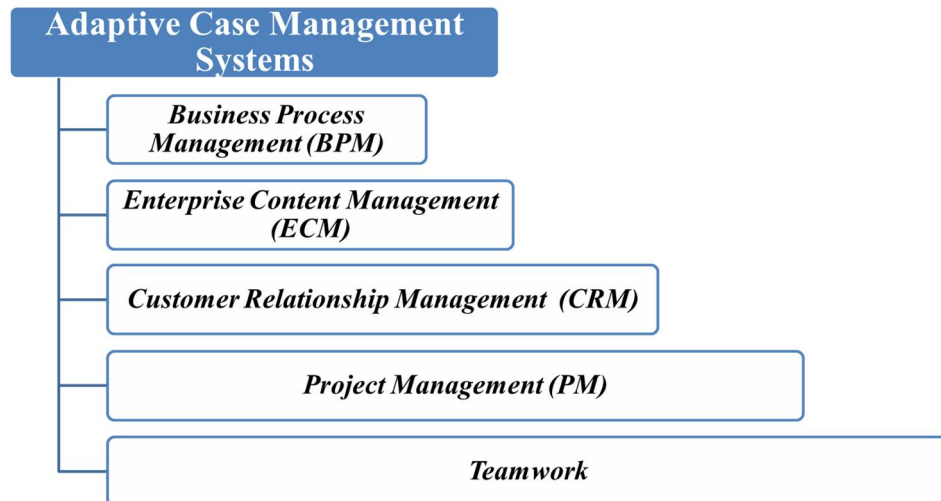 Adaptive Case Management
Systems
Business Process
Management (BPM)
Enterprise Content Management
(ECM)
Customer Relationship Management (CRM)
Project Management (PM)
Teamwork